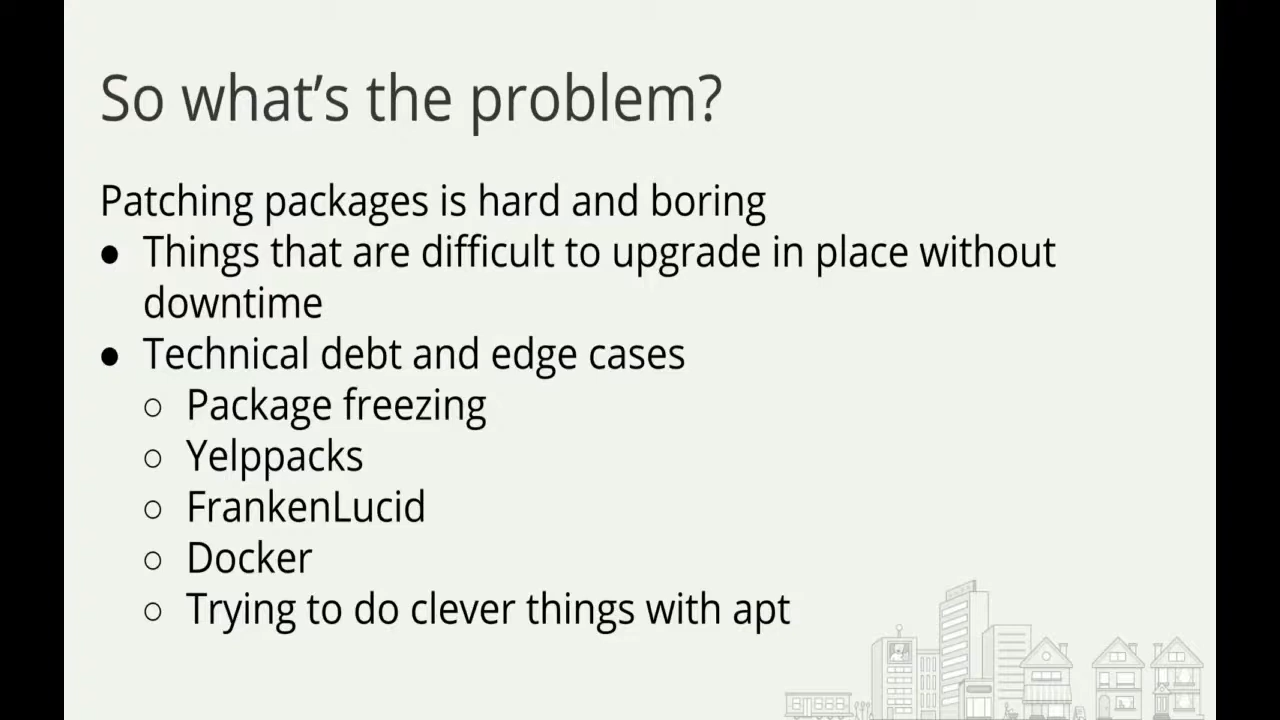 So what's the problem?
Patching packages is hard and boring
● Things that are difficult to upgrade in place without
downtime
● Technical debt and edge cases
○ Package freezing
○ Yelppacks
○ FrankenLucid
○ Docker
○ Trying to do clever things with apt